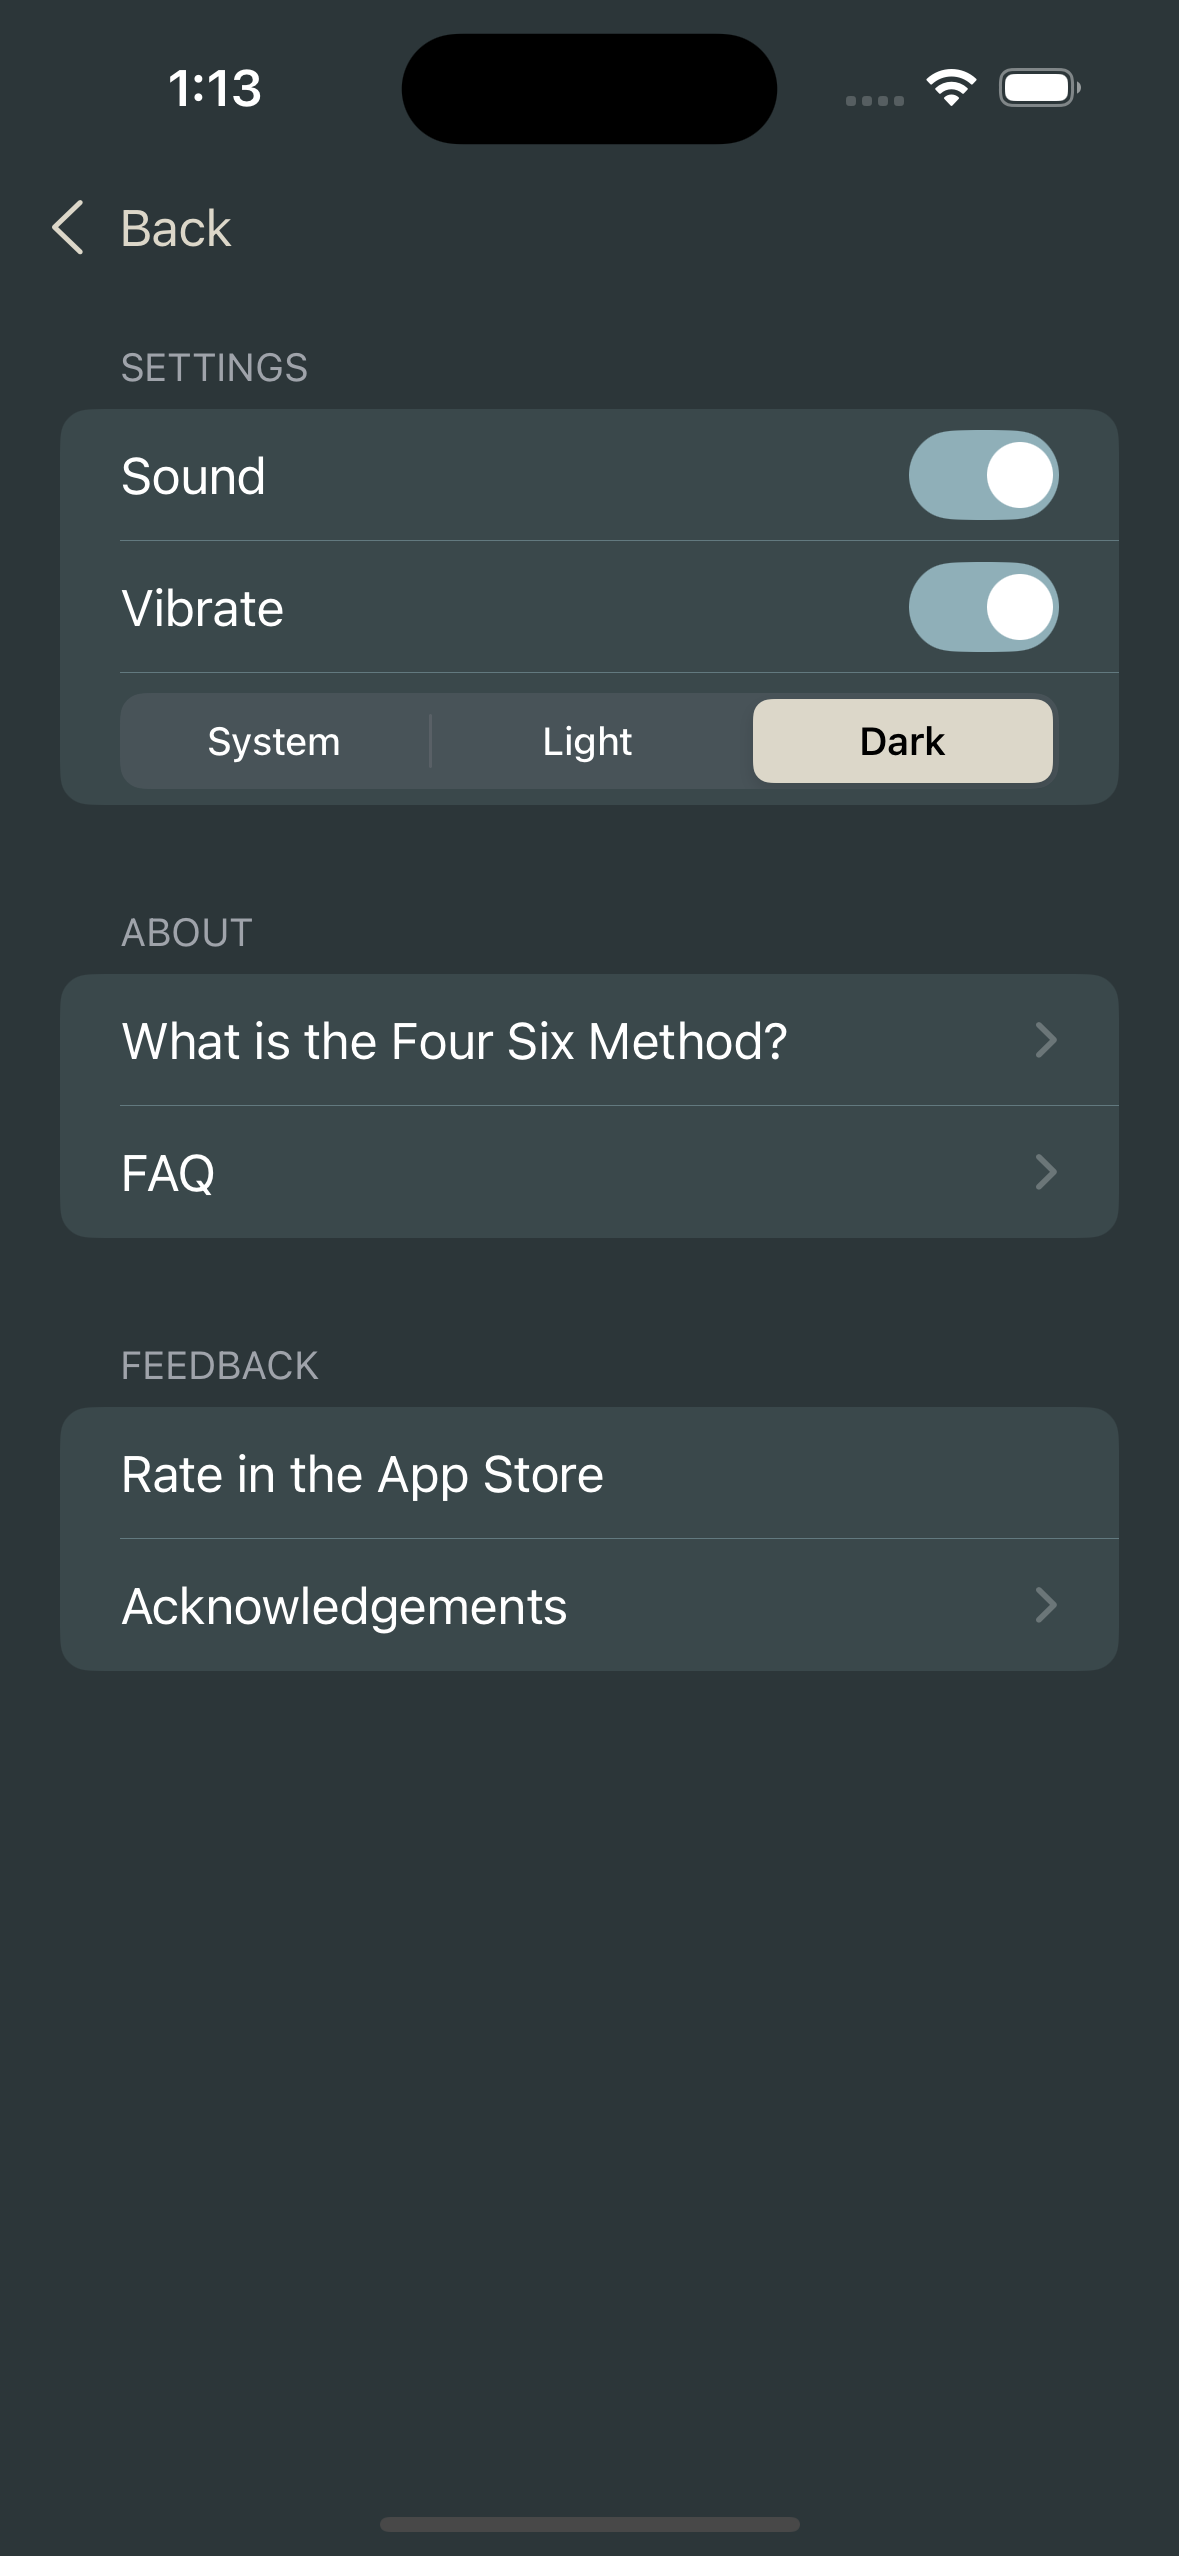 1:13
Back
SETTINGS
Sound
Vibrate
System Light Dark
ABOUT
What is the Four Six Method?
FAQ
FEEDBACK
Rate in the App Store
Acknowledgements